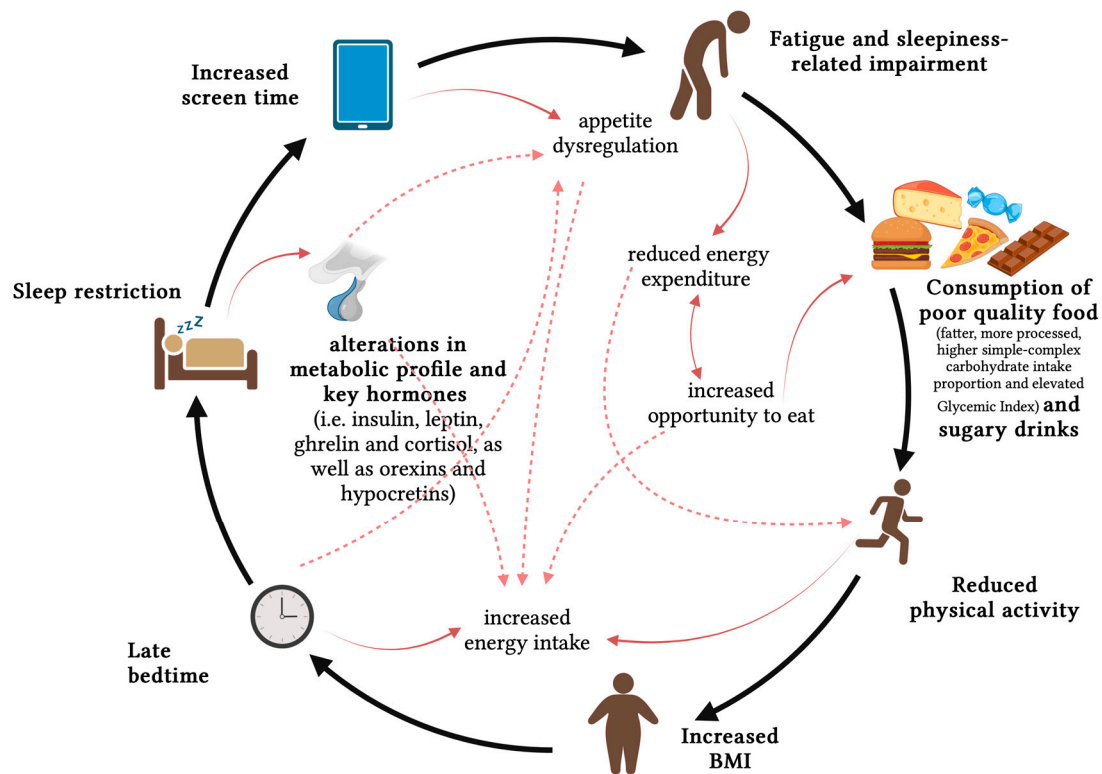 Increased
screen time
Fatigue and sleepiness-
related impairment
appetite
dysregulation
reduced energy
expenditure
Sleep restriction
zzz
Consumption of
poor quality food
(fatter, more processed,
higher simple-complex
carbohydrate intake
proportion and elevated
Glycemic Index) and
sugary drinks
alterations in
metabolic profile and
key hormones
(i.e. insulin, leptin,
ghrelin and cortisol, as
well as orexins and
hypocretins)
increased
opportunity to eat
Reduced
physical activity
increased
energy intake
Late
bedtime
Increased
BMI